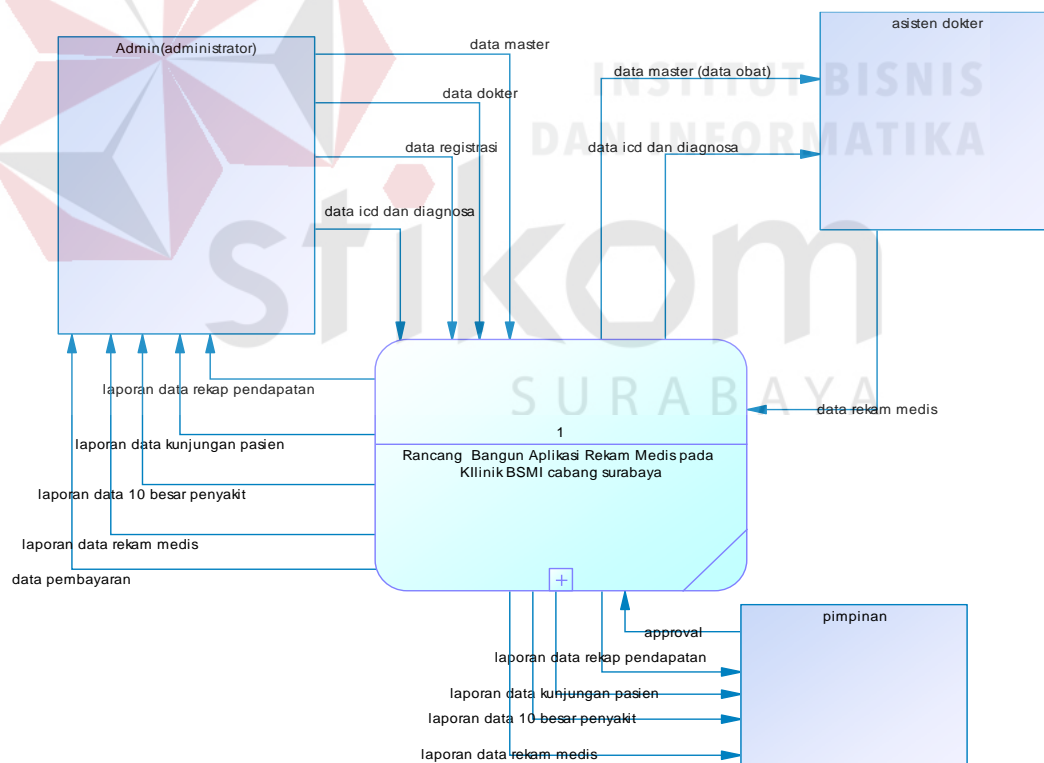 Admin(administrator)
asisten dokter
data master
data master (data obat)
INSTITUT BISNIS
DAN INFORMATIKA
data dokter
data registrasi
data icd dan diagnosa
data icd dan diagnosa
stikom
SURABAYA
laporan data rekap pendapatan
data rekam medis
laporan data kunjungan pasien
1
Rancang Bangun Aplikasi Rekam Medis pada
KIlinik BSMI cabang surabaya
laporan data 10 besar penyakit
laporan data rekam medis
data pembayaran
+
pimpinan
approval
laporan data rekap pendapatan
laporan data kunjungan pasien
laporan data 10 besar penyakit
laporan data rekam medis